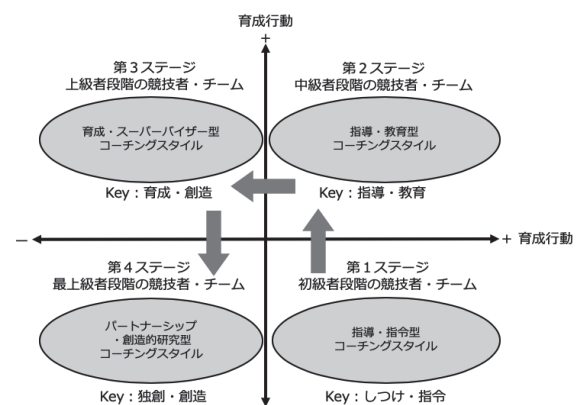 育成行動
+
第3ステージ
上級者段階の競技者・チーム
育成・スーパーバイザー型
コーチングスタイル
Key:育成・創造
第2ステージ
中級者段階の競技者・チーム
指導・教育型
コーチングスタイル
Key:指導・教育
−
+ 育成行動
第4ステージ
最上級者段階の競技者・チーム
パートナーシップ
・創造的研究型
コーチングスタイル
Key:独創・創造
第1ステージ
初級者段階の競技者・チーム
指導・指令型
コーチングスタイル
Key:しつけ・指令